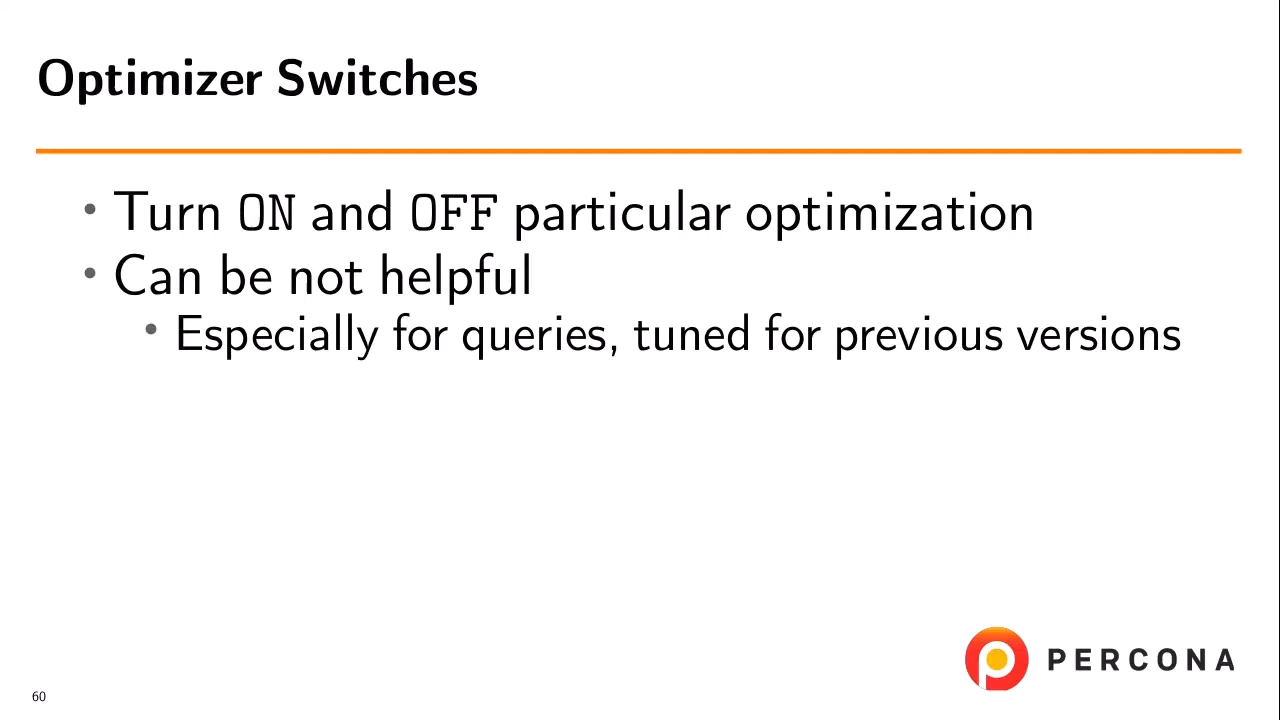 Optimizer Switches
• Turn ON and OFF particular optimization
• Can be not helpful
• Especially for queries, tuned for previous versions
PERCONA
60